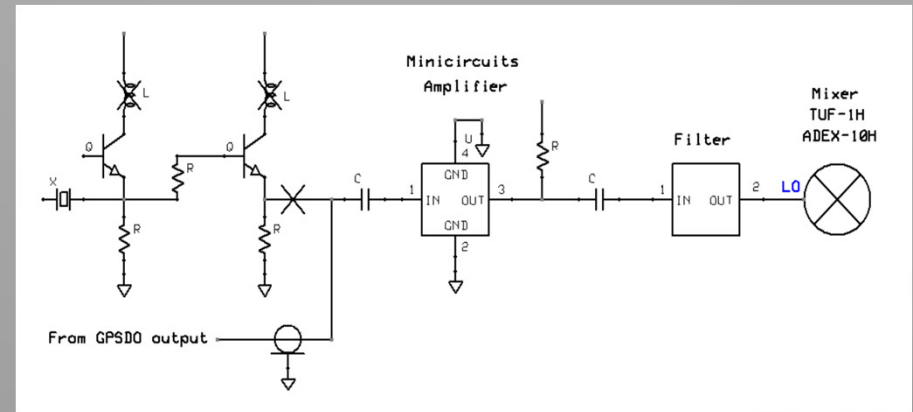 Minicircuits
Amplifier
Mixer
TUF-1H
ADEX-10H
Filter
L
L
Q
Q
X
R
R
R
C
1
IN
GND
4
U
OUT
3
GND
2
R
C
1
IN
OUT
2
LO
From GPSDO output